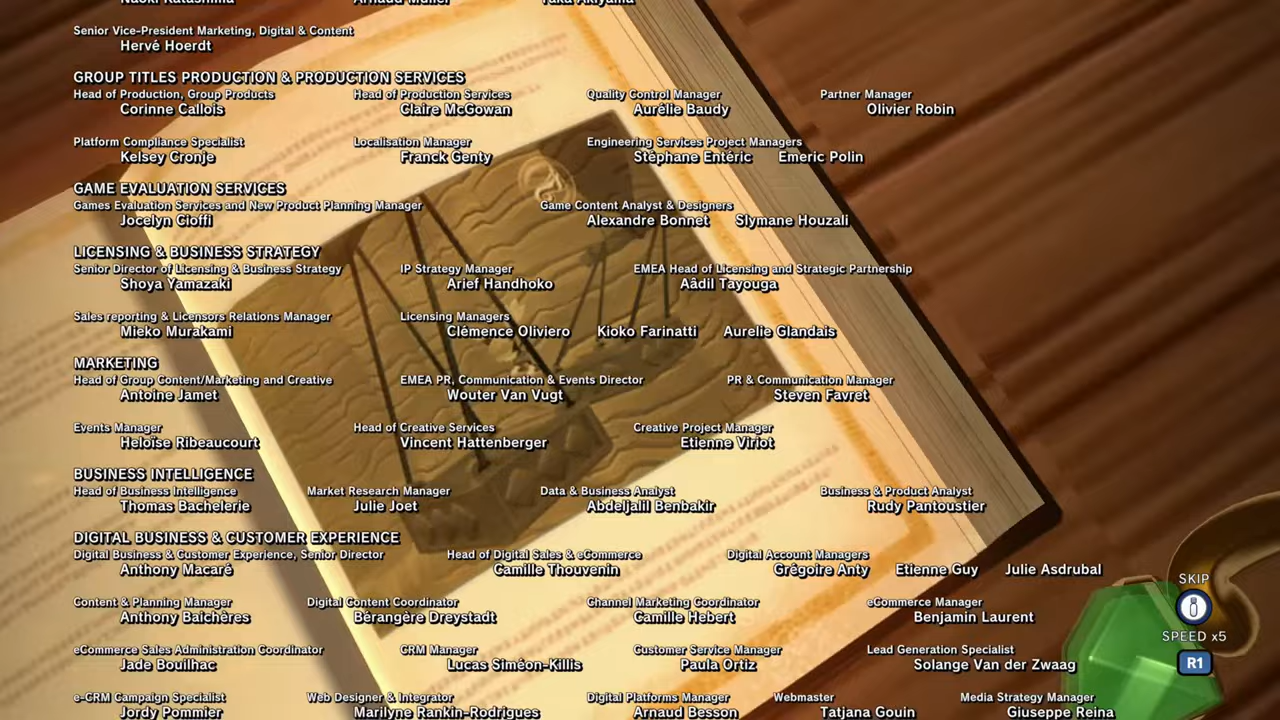 Naoki Katashima Arnaud Muller Taka Akiyama
Senior Vice-President Marketing, Digital & Content
Hervé Hoerdt
GROUP TITLES PRODUCTION & PRODUCTION SERVICES
Head of Production, Group Products Head of Production Services Quality Control Manager Partner Manager
Corinne Callois Claire McGowan Aurélie Baudy Olivier Robin
Platform Compliance Specialist Localisation Manager Engineering Services Project Managers
Kelsey Cronje Franck Genty Stéphane Entéric Emeric Polin
GAME EVALUATION SERVICES
Games Evaluation Services and New Product Planning Manager Game Content Analyst & Designers
Jocelyn Cioffi Alexandre Bonnet Slymane Houzali
LICENSING & BUSINESS STRATEGY
Senior Director of Licensing & Business Strategy IP Strategy Manager EMEA Head of Licensing and Strategic Partnership
Shoya Yamazaki Arief Handhoko Aâdil Tayouga
Sales reporting & Licensors Relations Manager Licensing Managers
Mieko Murakami Clémence Oliviero Kioko Farinatti Aurelie Glandais
MARKETING
Head of Group Content/Marketing and Creative EMEA PR, Communication & Events Director PR & Communication Manager
Antoine Jamet Wouter Van Vugt Steven Favret
Events Manager Head of Creative Services Creative Project Manager
Heloïse Ribeaucourt Vincent Hattenberger Etienne Viriot
BUSINESS INTELLIGENCE
Head of Business Intelligence Market Research Manager Data & Business Analyst Business & Product Analyst
Thomas Bachelerie Julie Joet Abdeljalil Benbakir Rudy Pantoustier
DIGITAL BUSINESS & CUSTOMER EXPERIENCE
Digital Business & Customer Experience, Senior Director Head of Digital Sales & eCommerce Digital Account Managers
Anthony Macaré Camille Thouvenin Grégoire Anty Etienne Guy Julie Asdrubal
SKIP
Content & Planning Manager Digital Content Coordinator Channel Marketing Coordinator eCommerce Manager
Anthony Baichères Bérangère Dreystadt Camille Hebert Benjamin Laurent
SPEED x5
eCommerce Sales Administration Coordinator CRM Manager Customer Service Manager Lead Generation Specialist
Jade Bouilhac Lucas Siméon-Killis Paula Ortiz Solange Van der Zwaag
R1
e-CRM Campaign Specialist Web Designer & Integrator Digital Platforms Manager Webmaster Media Strategy Manager
Jordy Pommier Marilyne Rankin-Rodrigues Arnaud Besson Tatjana Gouin Giuseppe Reina